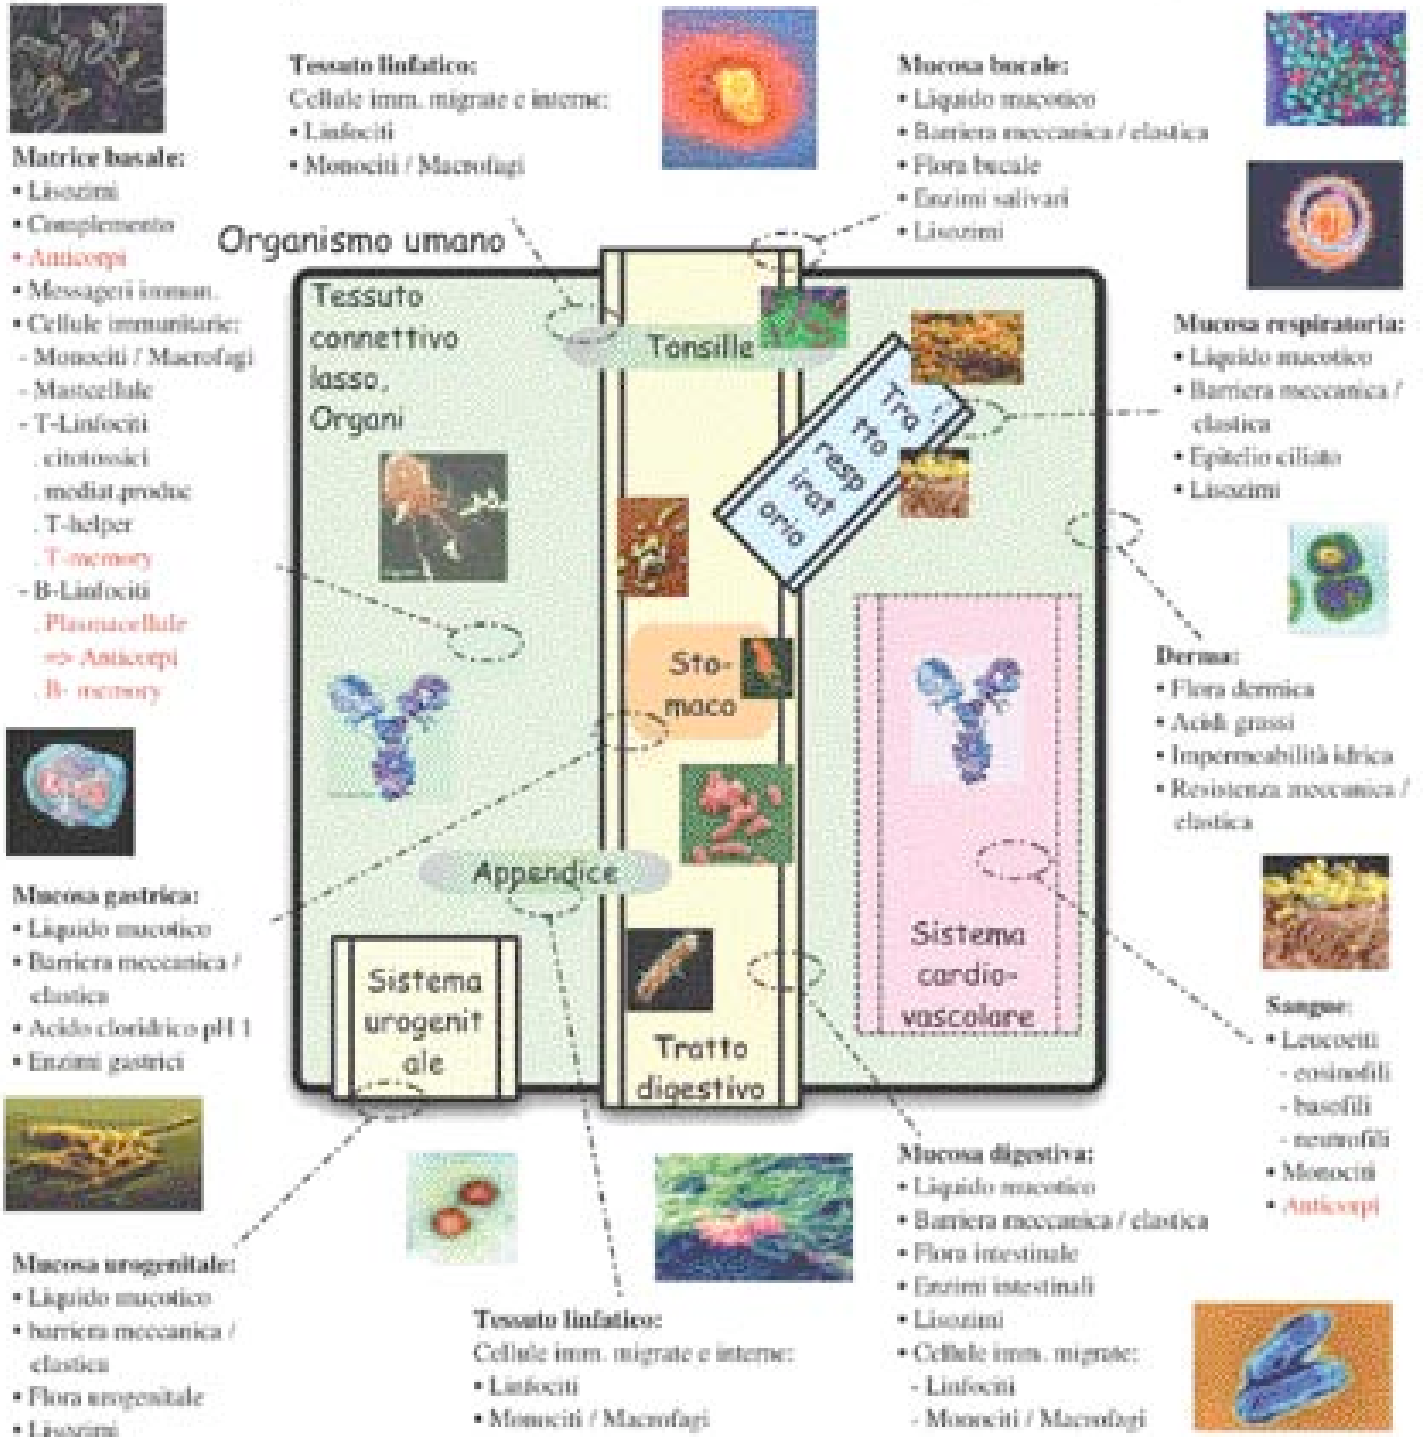 Tessuto linfatico:
Cellule imm. migrate e interne:
• Linfociti
• Monociti / Macrofagi
Mucosa bucale:
• Liquido mucotico
• Barriera meccanica / elastica
• Flora bucale
• Enzimi salivari
• Lisozimi
Matrice basale:
• Lisozimi
• Complemento
• Anticorpi
• Messageri immun.
• Cellule immunitarie:
- Monociti / Macrofagi
- Mastcellule
- T-Linfociti
. citotossici
. mediat.produc
. T-helper
. T-memory
- B-Linfociti
. Plasmacellule
=> Anticorpi
. B- memory
Organismo umano
Tessuto
connettivo
lasso,
Organi
Tonsille
Tra
tto
resp
irat
orio
Mucosa respiratoria:
• Liquido mucotico
• Barriera meccanica /
elastica
• Epitelio ciliato
• Lisozimi
Sto-
maco
Derma:
• Flora dermica
• Acidi grassi
• Impermeabilità idrica
• Resistenza meccanica /
elastica
Appendice
Mucosa gastrica:
• Liquido mucotico
• Barriera meccanica /
elastica
• Acido cloridrico pH 1
• Enzimi gastrici
Sistema
urogenit
ale
Tratto
digestivo
Sistema
cardio-
vascolare
Sangue:
• Leucociti
- eosinofili
- basofili
- neutrofili
• Monociti
• Anticorpi
Mucosa urogenitale:
• Liquido mucotico
• barriera meccanica /
elastica
• Flora urogenitale
• Lisozimi
Tessuto linfatico:
Cellule imm. migrate e interne:
• Linfociti
• Monociti / Macrofagi
Mucosa digestiva:
• Liquido mucotico
• Barriera meccanica / elastica
• Flora intestinale
• Enzimi intestinali
• Lisozimi
• Cellule imm. migrate:
- Linfociti
- Monociti / Macrofagi